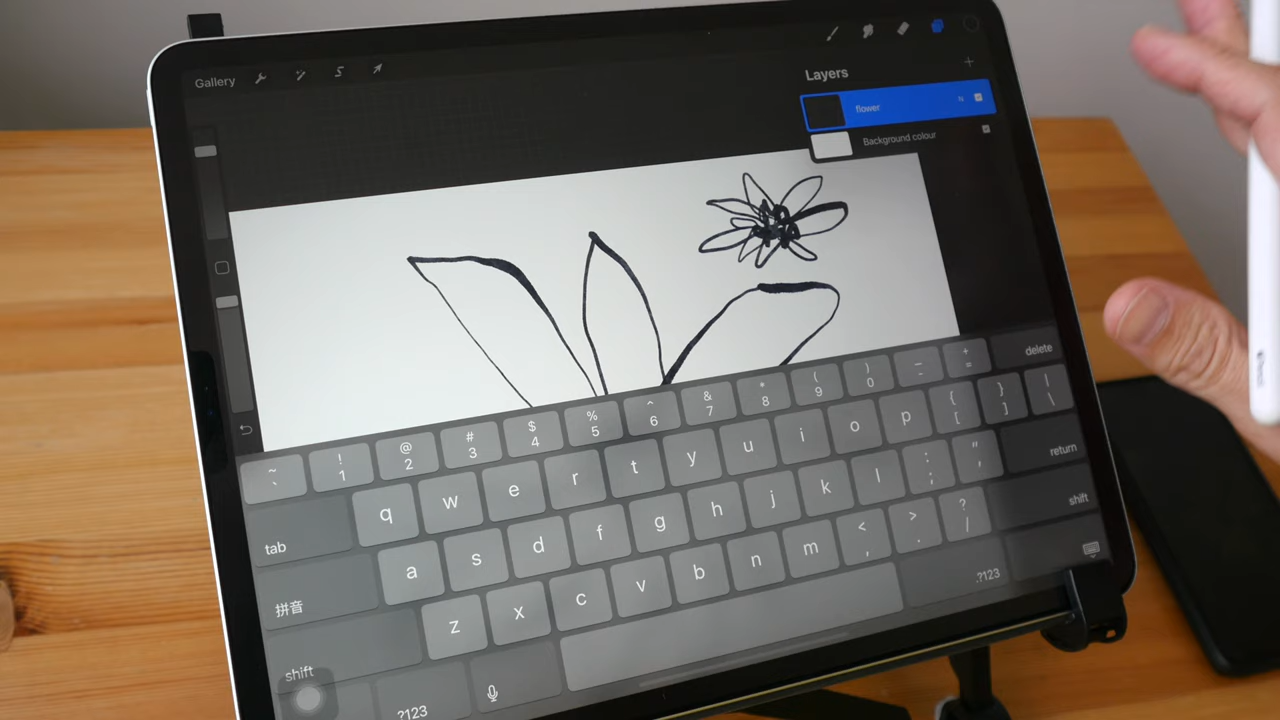 Gallery
Layers
+
flower
N
Background colour
~ ! @ # $ % ^ & * ( ) _ +
` 1 2 3 4 5 6 7 8 9 0 - = delete
tab q w e r t y u i o p { [ } ] | \
拼音 a s d f g h j k l : ; " ' return
shift z x c v b n m < , > . ? / shift
.?123 .?123